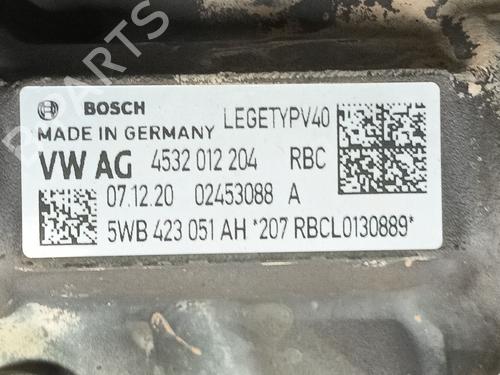 B PARTS
BOSCH LEGETYPV40
MADE IN GERMANY
VW AG 4532 012 204 RBC
07.12.20 02453088 A
5WB 423 051 AH *207 RBCL0130889*